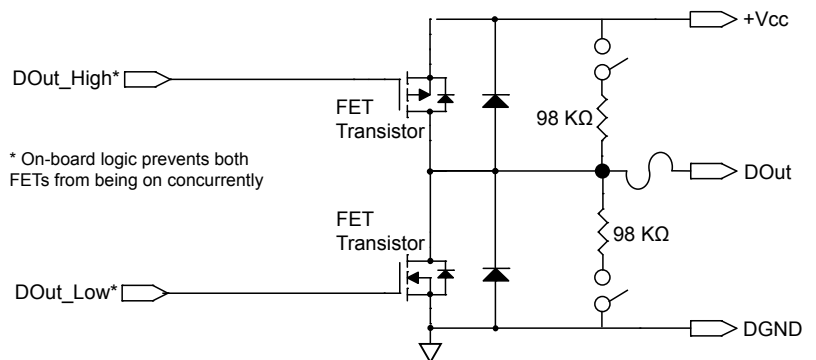 +Vcc
DOut_High*
FET
Transistor
98 KΩ
* On-board logic prevents both
FETs from being on concurrently
DOut
FET
Transistor
98 KΩ
DOut_Low*
DGND